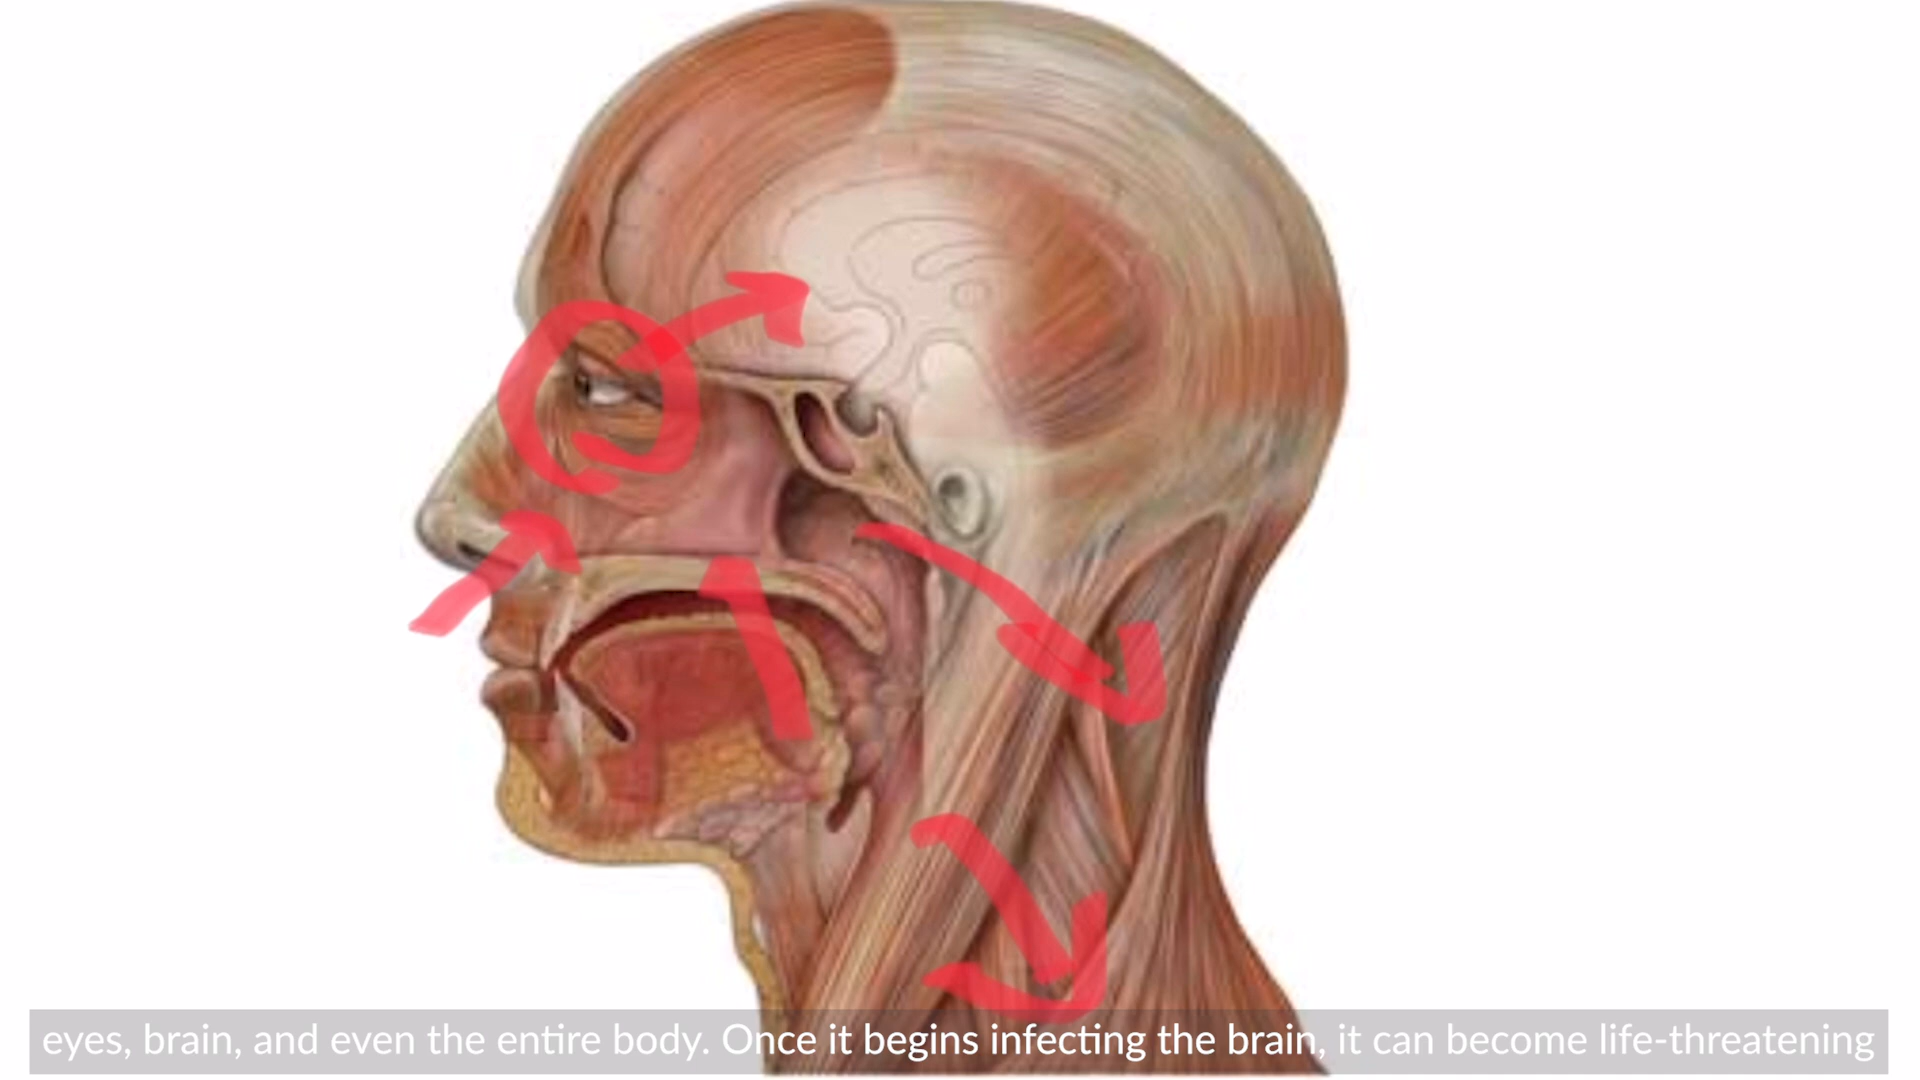 eyes, brain, and even the entire body. Once it begins infecting the brain, it can become life-threatening